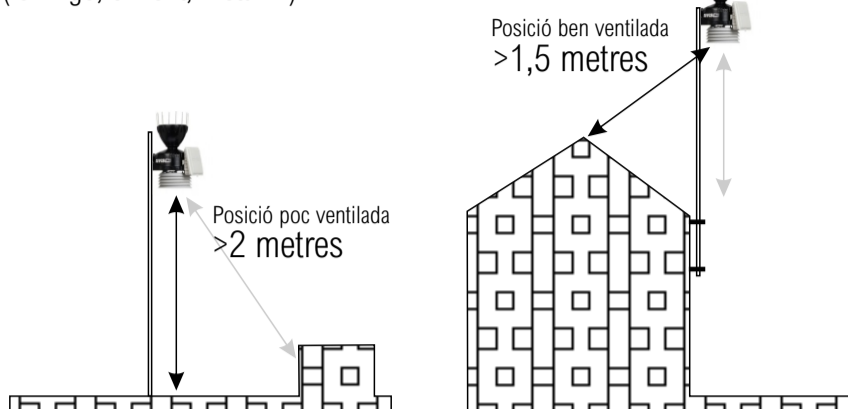 Posició ben ventilada
>1,5 metres
Posició poc ventilada
>2 metres